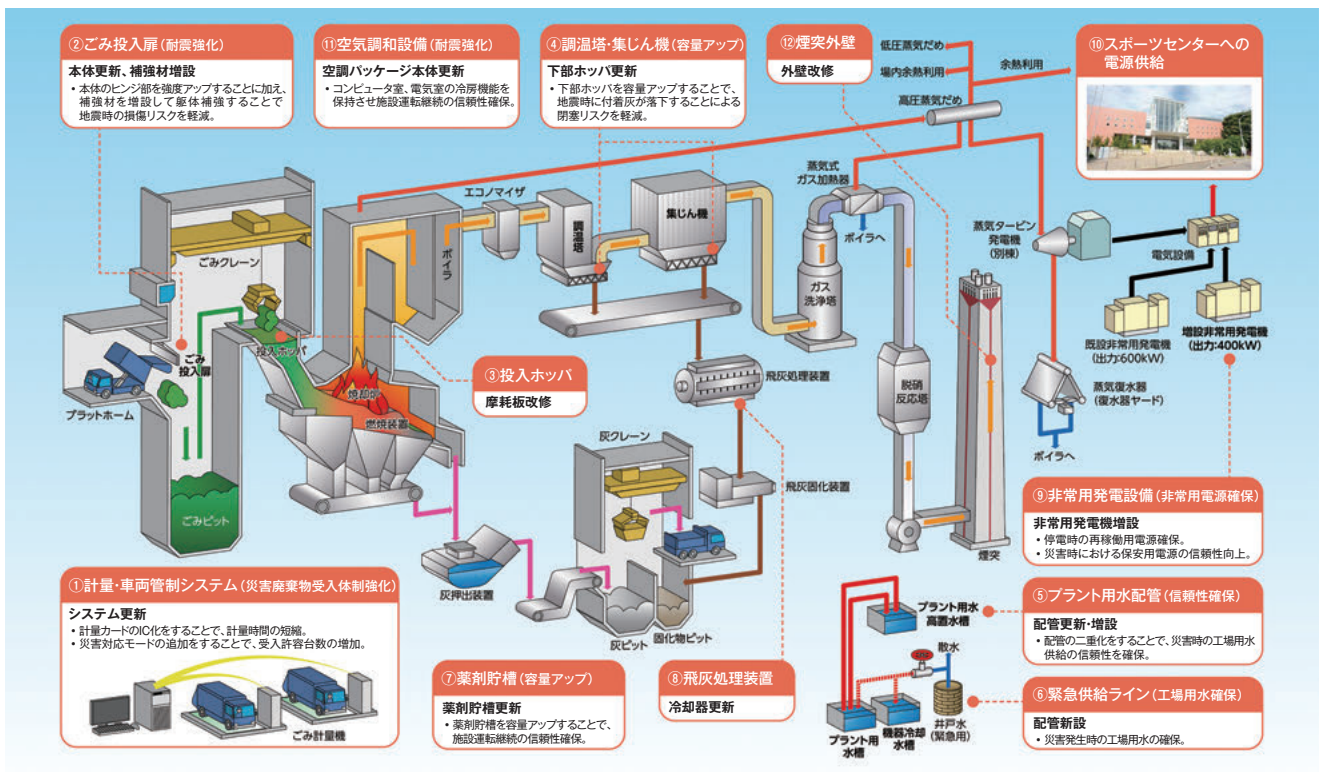 ②ごみ投入扉(耐震強化)
本体更新、補強材増設
・本体のヒンジ部を強度アップすることに加え、
補強材を増設して躯体補強することで
地震時の損傷リスクを軽減。
⑪空気調和設備(耐震強化)
空調パッケージ本体更新
・コンピュータ室、電気室の冷房機能を
保持させ施設運転継続の信頼性確保。
④調温塔・集じん機(容量アップ)
下部ホッパ更新
・下部ホッパを容量アップすることで、
地震時に付着灰が落下することによる
閉塞リスクを軽減。
⑫煙突外壁
外壁改修
低圧蒸気だめ
場内余熱利用
余熱利用
高圧蒸気だめ
⑩スポーツセンターへの
電源供給
ごみクレーン
ごみ
投入扉
投入ホッパ
プラットホーム
ごみピット
焼却炉
燃焼装置
ボイラ
エコノマイザ
調温塔
集じん機
蒸気式
ガス加熱器
ボイラへ
ガス
洗浄塔
蒸気タービン
発電機
(別棟)
電気設備
既設非常用発電機
(出力:600kW)
増設非常用発電機
(出力:400kW)
蒸気復水器
(復水器ヤード)
ボイラへ
脱硝
反応塔
煙突
③投入ホッパ
摩耗板改修
飛灰処理装置
飛灰固化装置
灰クレーン
灰押出装置
灰ピット
固化物ピット
⑨非常用発電設備(非常用電源確保)
非常用発電機増設
・停電時の再稼働用電源確保。
・災害時における保安用電源の信頼性向上。
①計量・車両管制システム(災害廃棄物受入体制強化)
システム更新
・計量カードのIC化をすることで、計量時間の短縮。
・災害対応モードの追加をすることで、受入許容台数の増加。
ごみ計量機
⑦薬剤貯槽(容量アップ)
薬剤貯槽更新
・薬剤貯槽を容量アップすることで、
施設運転継続の信頼性確保。
⑧飛灰処理装置
冷却器更新
プラント用水
高置水槽
散水
プラント用
水槽
機器冷却
水槽
井戸水
(緊急用)
⑤プラント用水配管(信頼性確保)
配管更新・増設
・配管の二重化をすることで、災害時の工場用水
供給の信頼性を確保。
⑥緊急供給ライン(工場用水確保)
配管新設
・災害発生時の工場用水の確保。